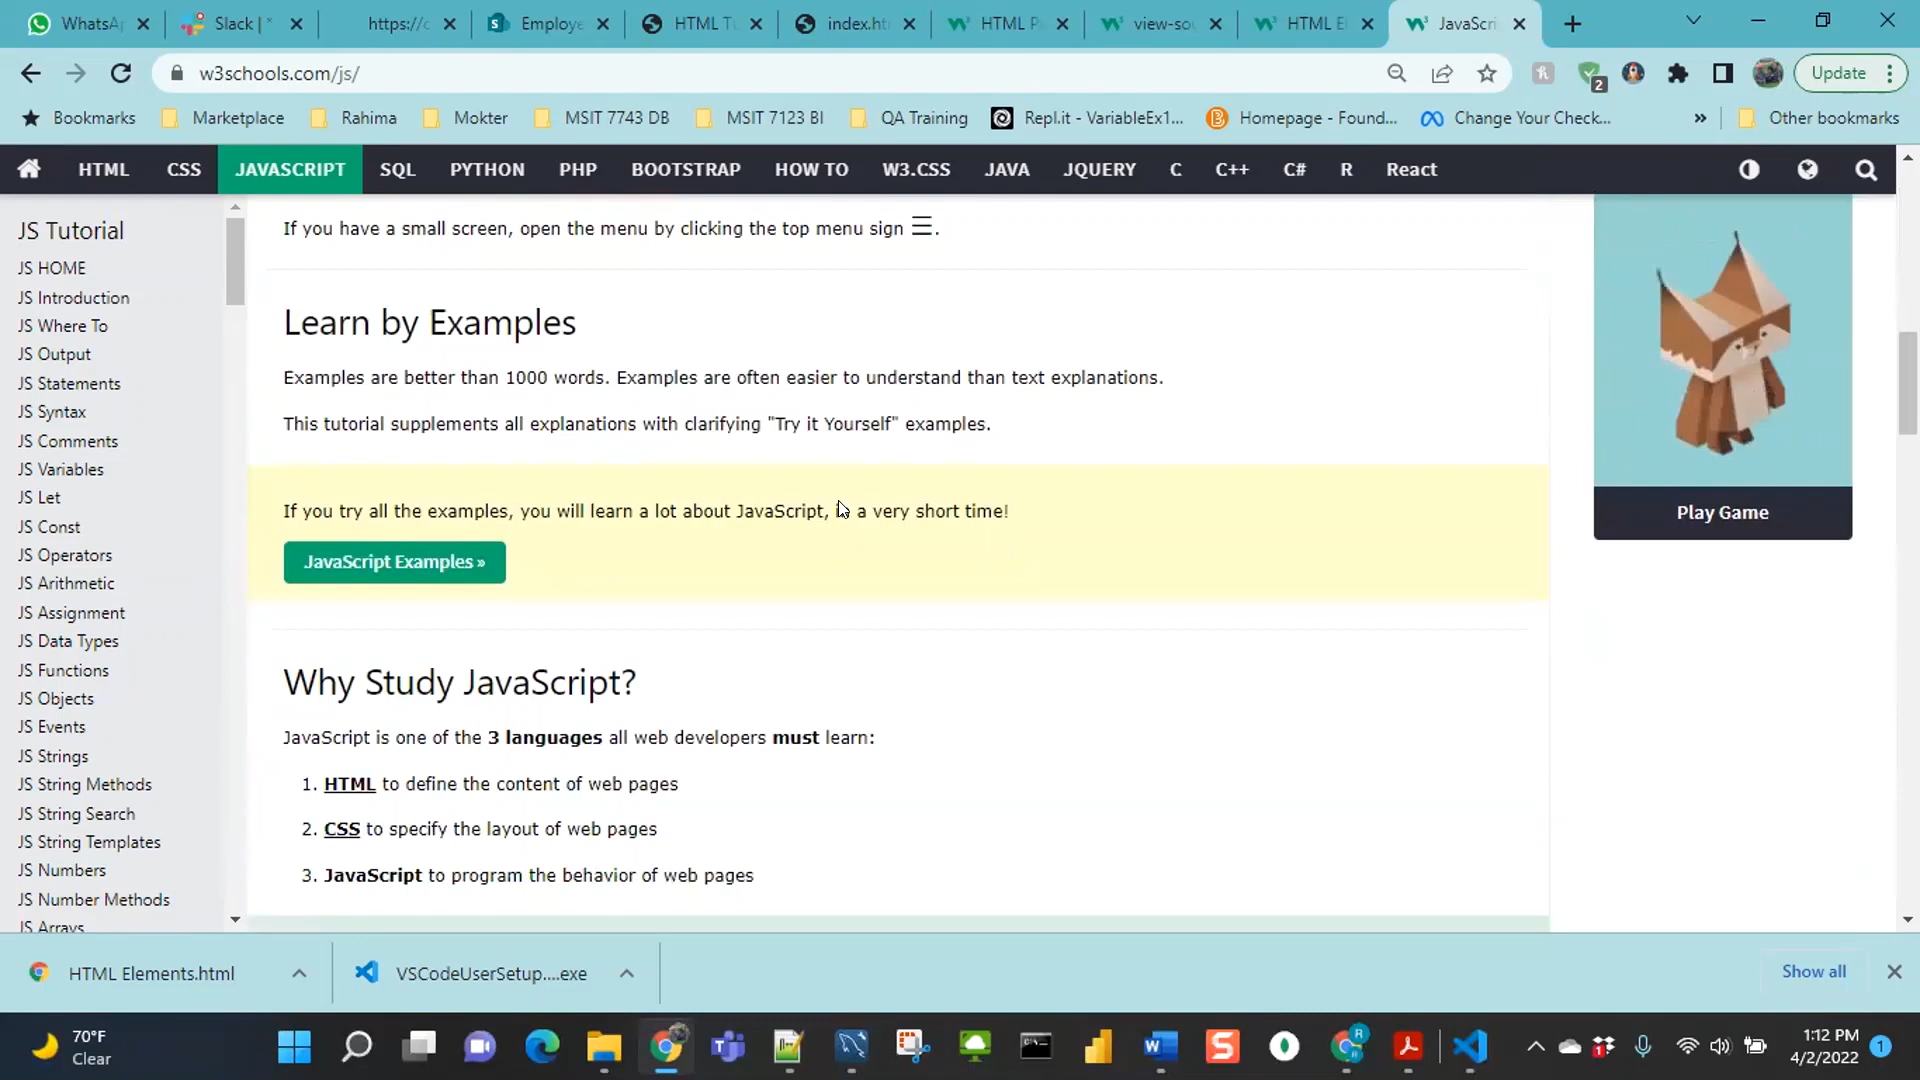 WhatsA
Slack | *
https://c
Employe
HTML Tu
index.ht
HTML P
view-sou
HTML E
JavaScri
w3schools.com/js/
2
Update
Bookmarks
Marketplace
Rahima
Mokter
MSIT 7743 DB
MSIT 7123 BI
QA Training
Repl.it - VariableEx1...
Homepage - Found...
Change Your Check...
»
Other bookmarks
HTML
CSS
JAVASCRIPT
SQL
PYTHON
PHP
BOOTSTRAP
HOW TO
W3.CSS
JAVA
JQUERY
C
C++
C#
R
React
JS Tutorial
JS HOME
JS Introduction
JS Where To
JS Output
JS Statements
JS Syntax
JS Comments
JS Variables
JS Let
JS Const
JS Operators
JS Arithmetic
JS Assignment
JS Data Types
JS Functions
JS Objects
JS Events
JS Strings
JS String Methods
JS String Search
JS String Templates
JS Numbers
JS Number Methods
JS Arrays
If you have a small screen, open the menu by clicking the top menu sign ☰.
Learn by Examples
Examples are better than 1000 words. Examples are often easier to understand than text explanations.
This tutorial supplements all explanations with clarifying "Try it Yourself" examples.
If you try all the examples, you will learn a lot about JavaScript, in a very short time!
JavaScript Examples »
Why Study JavaScript?
JavaScript is one of the 3 languages all web developers must learn:
1. HTML to define the content of web pages
2. CSS to specify the layout of web pages
3. JavaScript to program the behavior of web pages
Play Game
HTML Elements.html
VSCodeUserSetup....exe
Show all
70°F
Clear
1:12 PM
4/2/2022
1